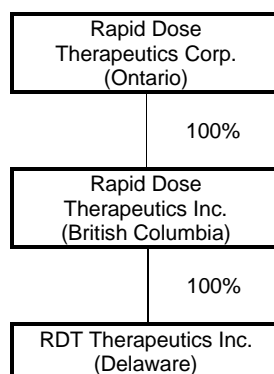 Rapid Dose
Therapeutics Corp.
(Ontario)
100%
Rapid Dose
Therapeutics Inc.
(British Columbia)
100%
RDT Therapeutics Inc.
(Delaware)